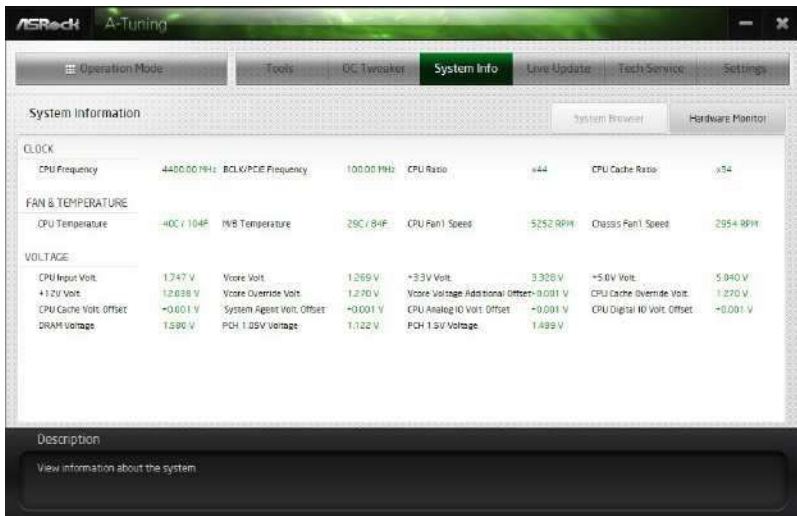 ASRock A-Tuning
Operation Mode Tools OC Tweaker System Info Live Update Tech Service Settings
System Information System Browser Hardware Monitor
CLOCK
CPU Frequency 4400.00 MHz BCLK/PCIE Frequency 100.00 MHz CPU Ratio x44 CPU Cache Ratio
FAN & TEMPERATURE
CPU Temperature 40C / 104F M/B Temperature 29C / 84F CPU Fan1 Speed 5252 RPM Chassis Fan1 Speed 2954 RPM
VOLTAGE
CPU Input Volt. 1.747 V Vcore Volt. 1.269 V +3.3V Volt. 3.328 V +5.0V Volt. 5.040 V
+12V Volt. 12.038 V Vcore Override Volt. 1.270 V Vcore Voltage Additional Offset +0.001 V CPU Cache Override Volt. 1.270 V
CPU Cache Volt. Offset +0.001 V System Agent Volt. Offset +0.001 V CPU Analog IO Volt. Offset +0.001 V CPU Digital IO Volt. Offset +0.001 V
DRAM Voltage 1.580 V PCH 1.05V Voltage 1.122 V PCH 1.5V Voltage 1.499 V
Description
View information about the system